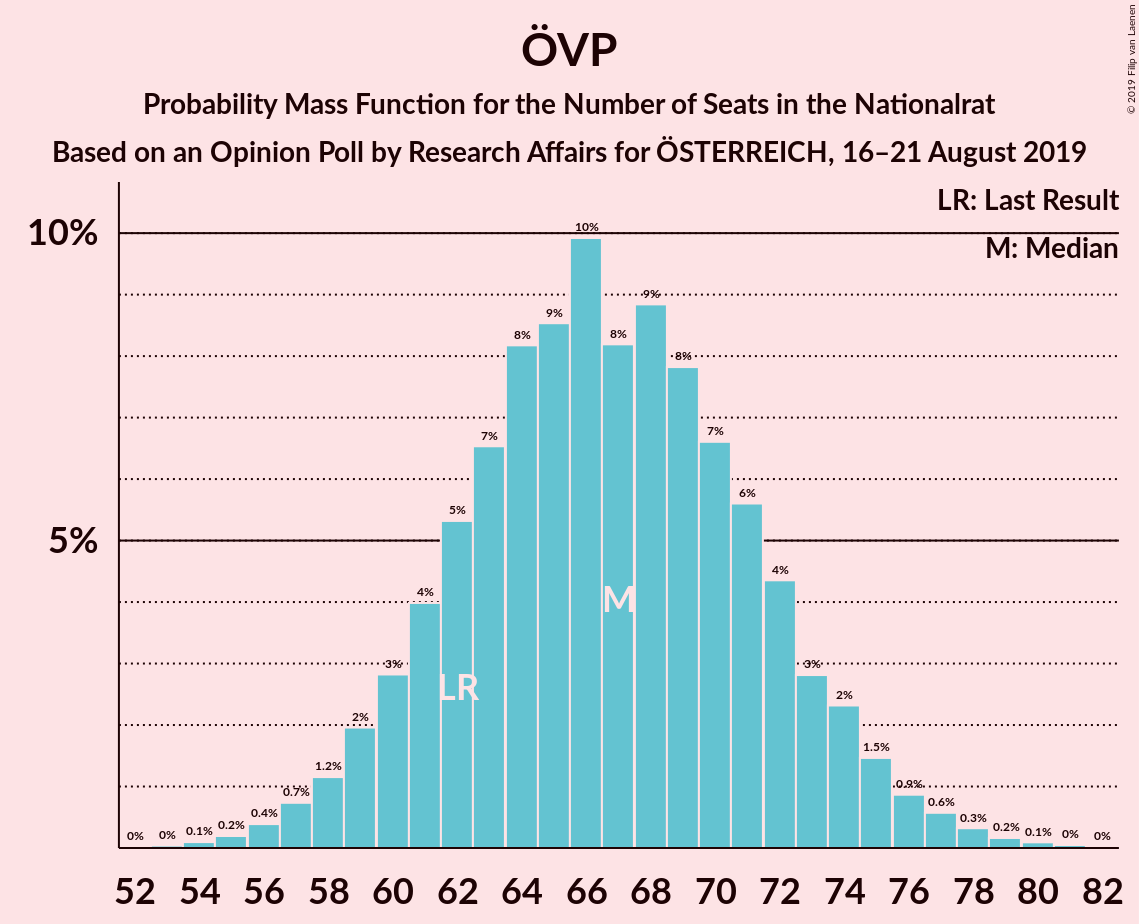 ÖVP
Probability Mass Function for the Number of Seats in the Nationalrat
Based on an Opinion Poll by Research Affairs for ÖSTERREICH, 16–21 August 2019
© 2019 Filip van Laenen
LR: Last Result
M: Median
10%
5%
0% 0% 0.1% 0.2% 0.4% 0.7% 1.2% 2% 3% 4% 5% 7% 8% 9% 10% 8% 9% 8% 7% 6% 4% 3% 2% 1.5% 0.9% 0.6% 0.3% 0.2% 0.1% 0% 0%
LR
M
52 54 56 58 60 62 64 66 68 70 72 74 76 78 80 82